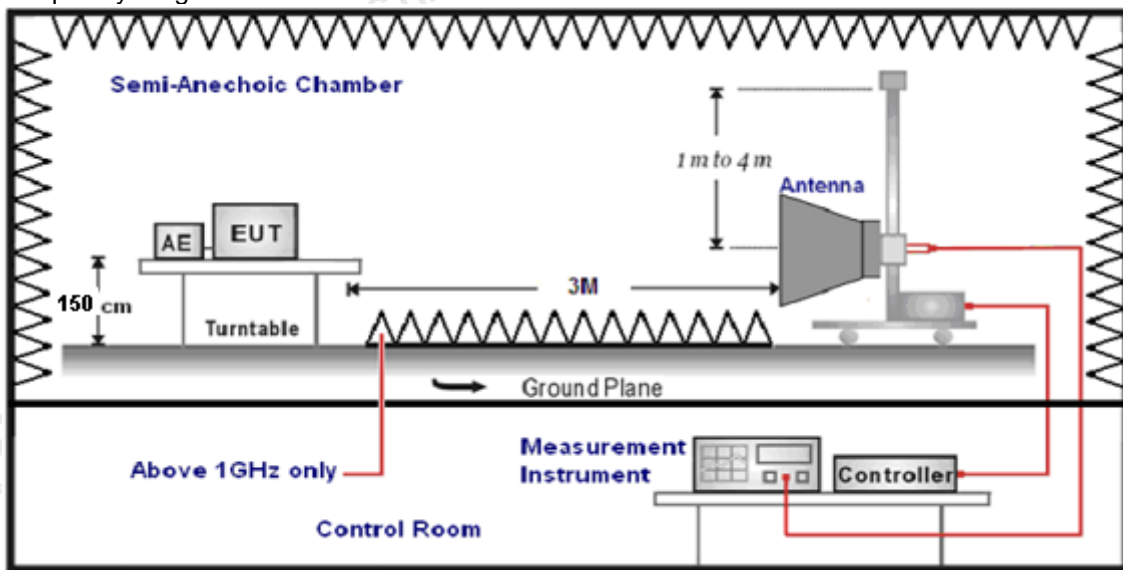 Semi-Anechoic Chamber
1 m to 4 m
Antenna
AE
EUT
150 cm
3M
Turntable
Ground Plane
Above 1GHz only
Measurement
Instrument
Controller
Control Room